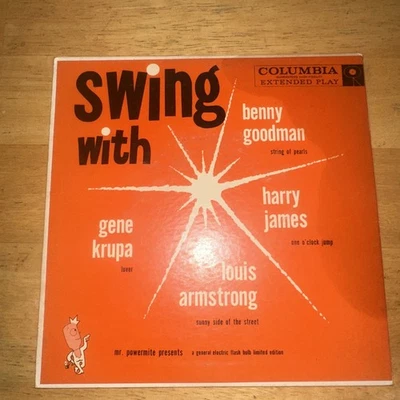 swing
with
COLUMBIA
EXTENDED PLAY
benny
goodman
string of pearls
harry
james
one o'clock jump
gene
krupa
lover
louis
armstrong
sunny side of the street
mr. powermite presents a general electric flash bulb limited edition